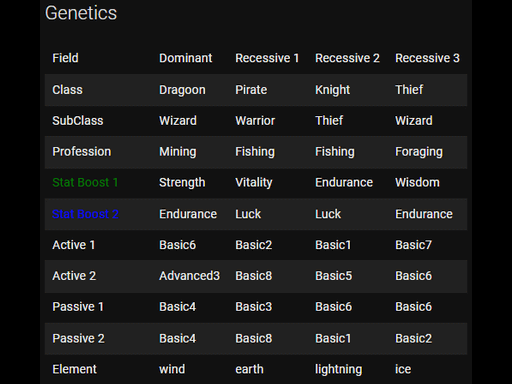 Genetics
Field Dominant Recessive 1 Recessive 2 Recessive 3
Class Dragoon Pirate Knight Thief
SubClass Wizard Warrior Thief Wizard
Profession Mining Fishing Fishing Foraging
Stat Boost 1 Strength Vitality Endurance Wisdom
Stat Boost 2 Endurance Luck Luck Endurance
Active 1 Basic6 Basic2 Basic1 Basic7
Active 2 Advanced3 Basic8 Basic5 Basic6
Passive 1 Basic4 Basic3 Basic6 Basic6
Passive 2 Basic4 Basic8 Basic1 Basic2
Element wind earth lightning ice